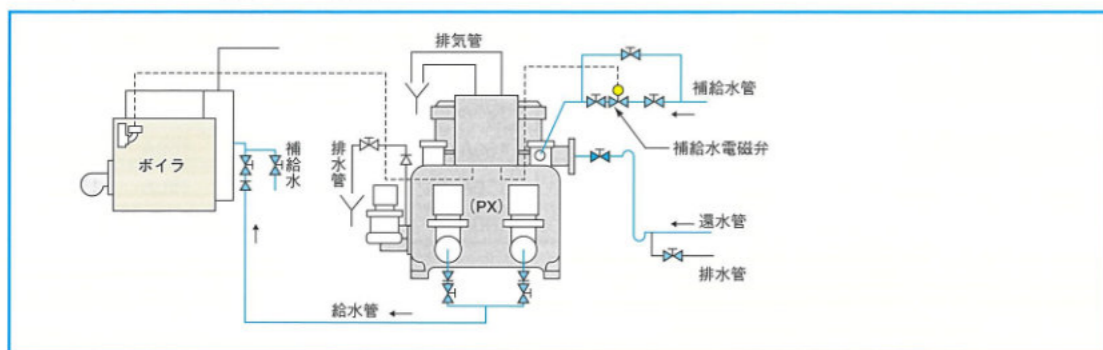 排気管
補給水管
補給水電磁弁
ボイラ
補給水
排水管
(PX)
還水管
排水管
給水管